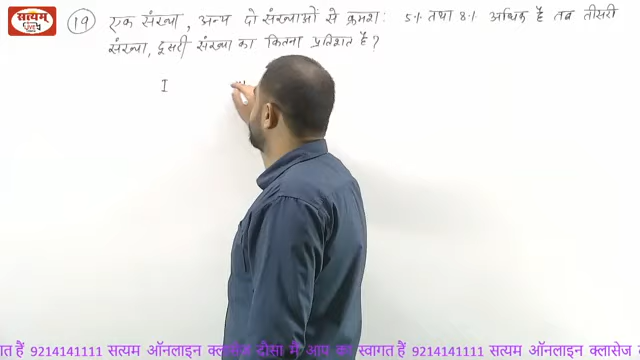 सत्यम्
(19) एक संख्या, अन्य दो संख्याओं से क्रमशः 5% तथा 8% अधिक है तब तीसरी
संख्या, दूसरी संख्या का कितना प्रतिशत है?
I
गत हैं 9214141111 सत्यम ऑनलाइन क्लासेज दौसा में आप का स्वागत हैं 9214141111 सत्यम ऑनलाइन क्लासेज